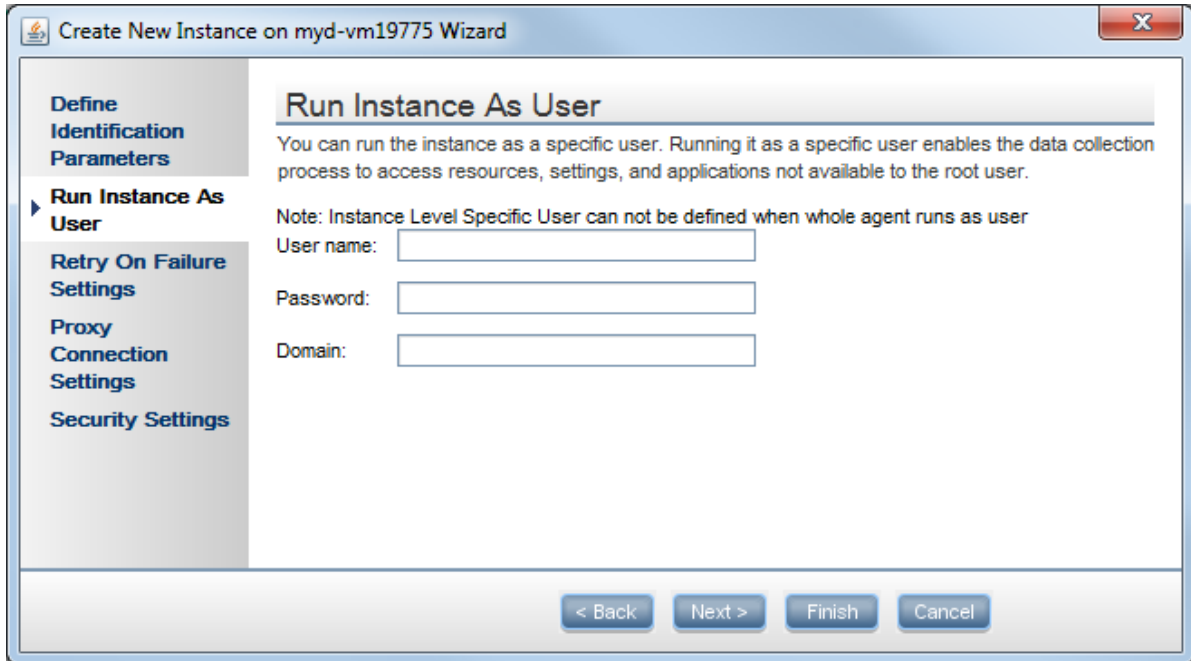 Create New Instance on myd-vm19775 Wizard
X
Define
Identification
Parameters
Run Instance As
User
Retry On Failure
Settings
Proxy
Connection
Settings
Security Settings
Run Instance As User
You can run the instance as a specific user. Running it as a specific user enables the data collection
process to access resources, settings, and applications not available to the root user.
Note: Instance Level Specific User can not be defined when whole agent runs as user
User name:
Password:
Domain:
< Back Next > Finish Cancel